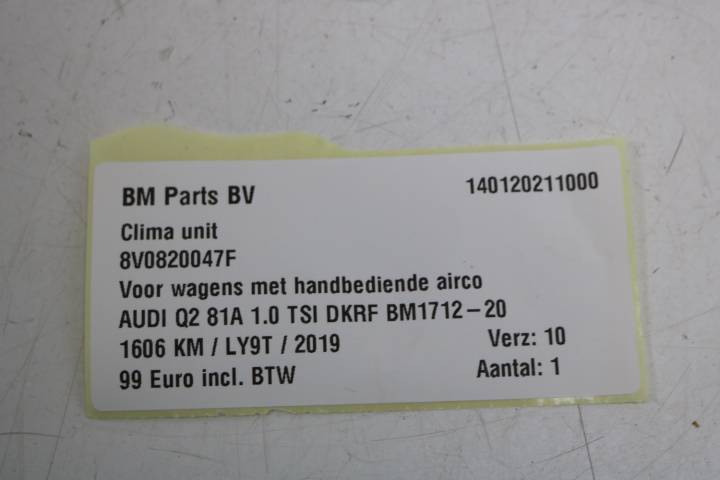 BM Parts BV 140120211000
Clima unit
8V0820047F
Voor wagens met handbediende airco
AUDI Q2 81A 1.0 TSI DKRF BM1712-20
1606 KM / LY9T / 2019 Verz: 10
99 Euro incl. BTW Aantal: 1